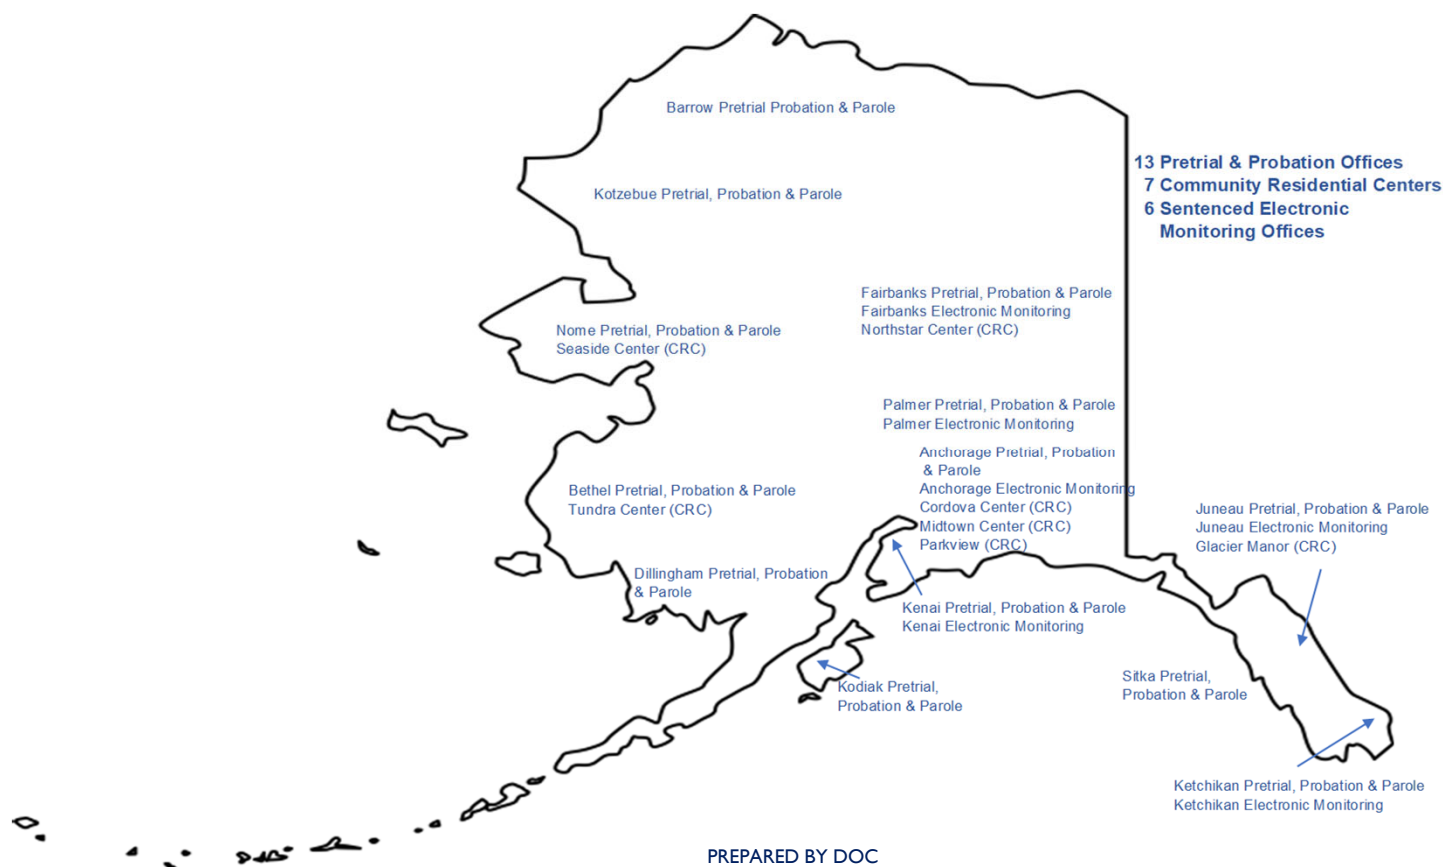 Barrow Pretrial Probation & Parole
13 Pretrial & Probation Offices
7 Community Residential Centers
6 Sentenced Electronic
Monitoring Offices
Kotzebue Pretrial, Probation & Parole
Fairbanks Pretrial, Probation & Parole
Fairbanks Electronic Monitoring
Northstar Center (CRC)
Nome Pretrial, Probation & Parole
Seaside Center (CRC)
Palmer Pretrial, Probation & Parole
Palmer Electronic Monitoring
Anchorage Pretrial, Probation
& Parole
Anchorage Electronic Monitoring
Cordova Center (CRC)
Midtown Center (CRC)
Parkview (CRC)
Bethel Pretrial, Probation & Parole
Tundra Center (CRC)
Juneau Pretrial, Probation & Parole
Juneau Electronic Monitoring
Glacier Manor (CRC)
Dillingham Pretrial, Probation
& Parole
Kenai Pretrial, Probation & Parole
Kenai Electronic Monitoring
Kodiak Pretrial,
Probation & Parole
Sitka Pretrial,
Probation & Parole
Ketchikan Pretrial, Probation & Parole
Ketchikan Electronic Monitoring
PREPARED BY DOC